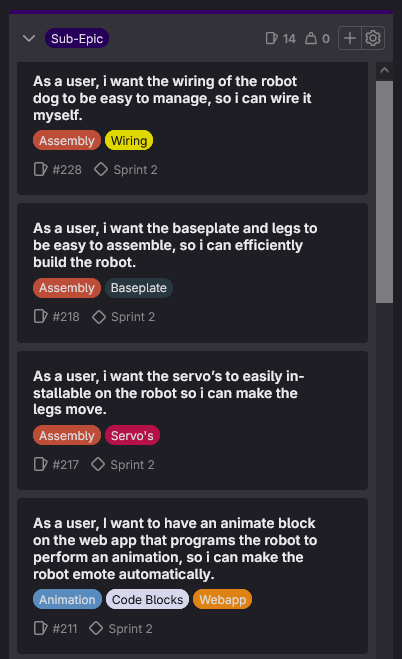 Sub-Epic 14 0
As a user, i want the wiring of the robot
dog to be easy to manage, so i can wire it
myself.
Assembly Wiring
#228 Sprint 2
As a user, i want the baseplate and legs to
be easy to assemble, so i can efficiently
build the robot.
Assembly Baseplate
#218 Sprint 2
As a user, i want the servo’s to easily in-
stallable on the robot so i can make the
legs move.
Assembly Servo's
#217 Sprint 2
As a user, I want to have an animate block
on the web app that programs the robot to
perform an animation, so i can make the
robot emote automatically.
Animation Code Blocks Webapp
#211 Sprint 2